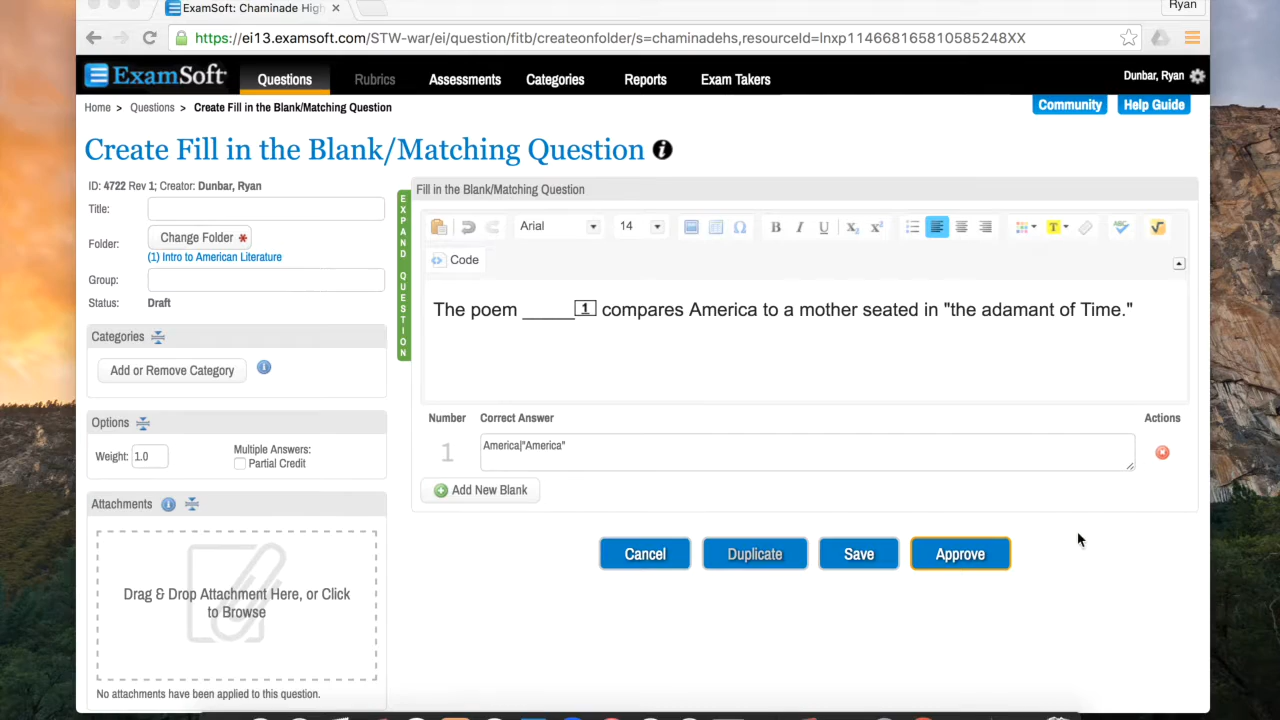 ExamSoft: Chaminade High
Ryan
https://ei13.examsoft.com/STW-war/ei/question/fitb/createonfolder/s=chaminadehs,resourceId=lnxp114668165810585248XX
ExamSoft Questions Rubrics Assessments Categories Reports Exam Takers Dunbar, Ryan
Home > Questions > Create Fill in the Blank/Matching Question
Community Help Guide
Create Fill in the Blank/Matching Question i
ID: 4722 Rev 1; Creator: Dunbar, Ryan
Title:
Folder: Change Folder *
(1) Intro to American Literature
Group:
Status: Draft
Categories
Add or Remove Category
Options
Weight: 1.0
Multiple Answers:
Partial Credit
Attachments
Drag & Drop Attachment Here, or Click
to Browse
No attachments have been applied to this question.
EXPAND QUESTION
Fill in the Blank/Matching Question
Arial 14 B I U X₂ X²
Code
The poem _____1 compares America to a mother seated in "the adamant of Time."
Number Correct Answer Actions
1 America|"America"
Add New Blank
Cancel Duplicate Save Approve